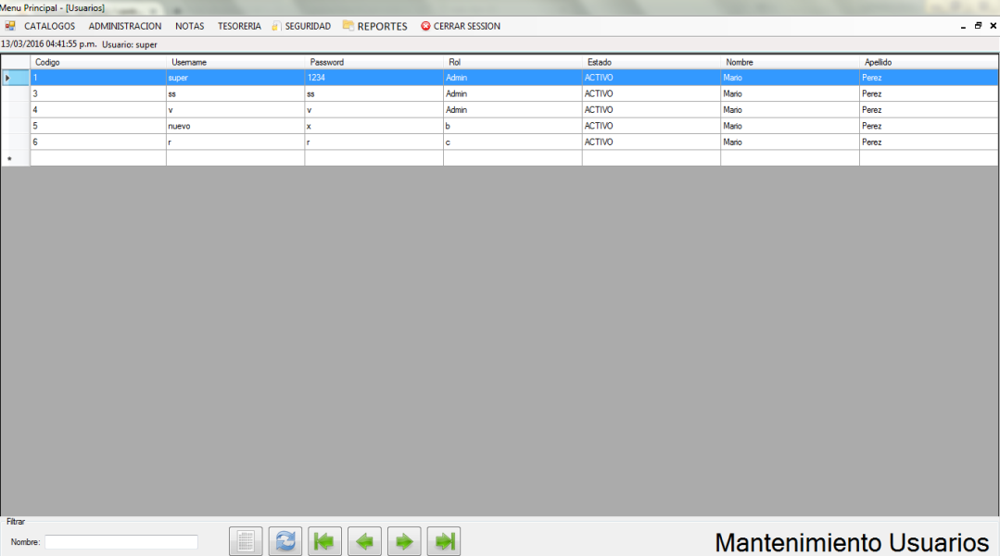 Menu Principal - [Usuarios]
CATALOGOS ADMINISTRACION NOTAS TESORERIA SEGURIDAD REPORTES CERRAR SESSION
13/03/2016 04:41:55 p.m. Usuario: super
Codigo Username Password Rol Estado Nombre Apellido
1 super 1234 Admin ACTIVO Mario Perez
3 ss ss Admin ACTIVO Mario Perez
4 v v Admin ACTIVO Mario Perez
5 nuevo x b ACTIVO Mario Perez
6 r r c ACTIVO Mario Perez
Filtrar
Nombre:
Mantenimiento Usuarios